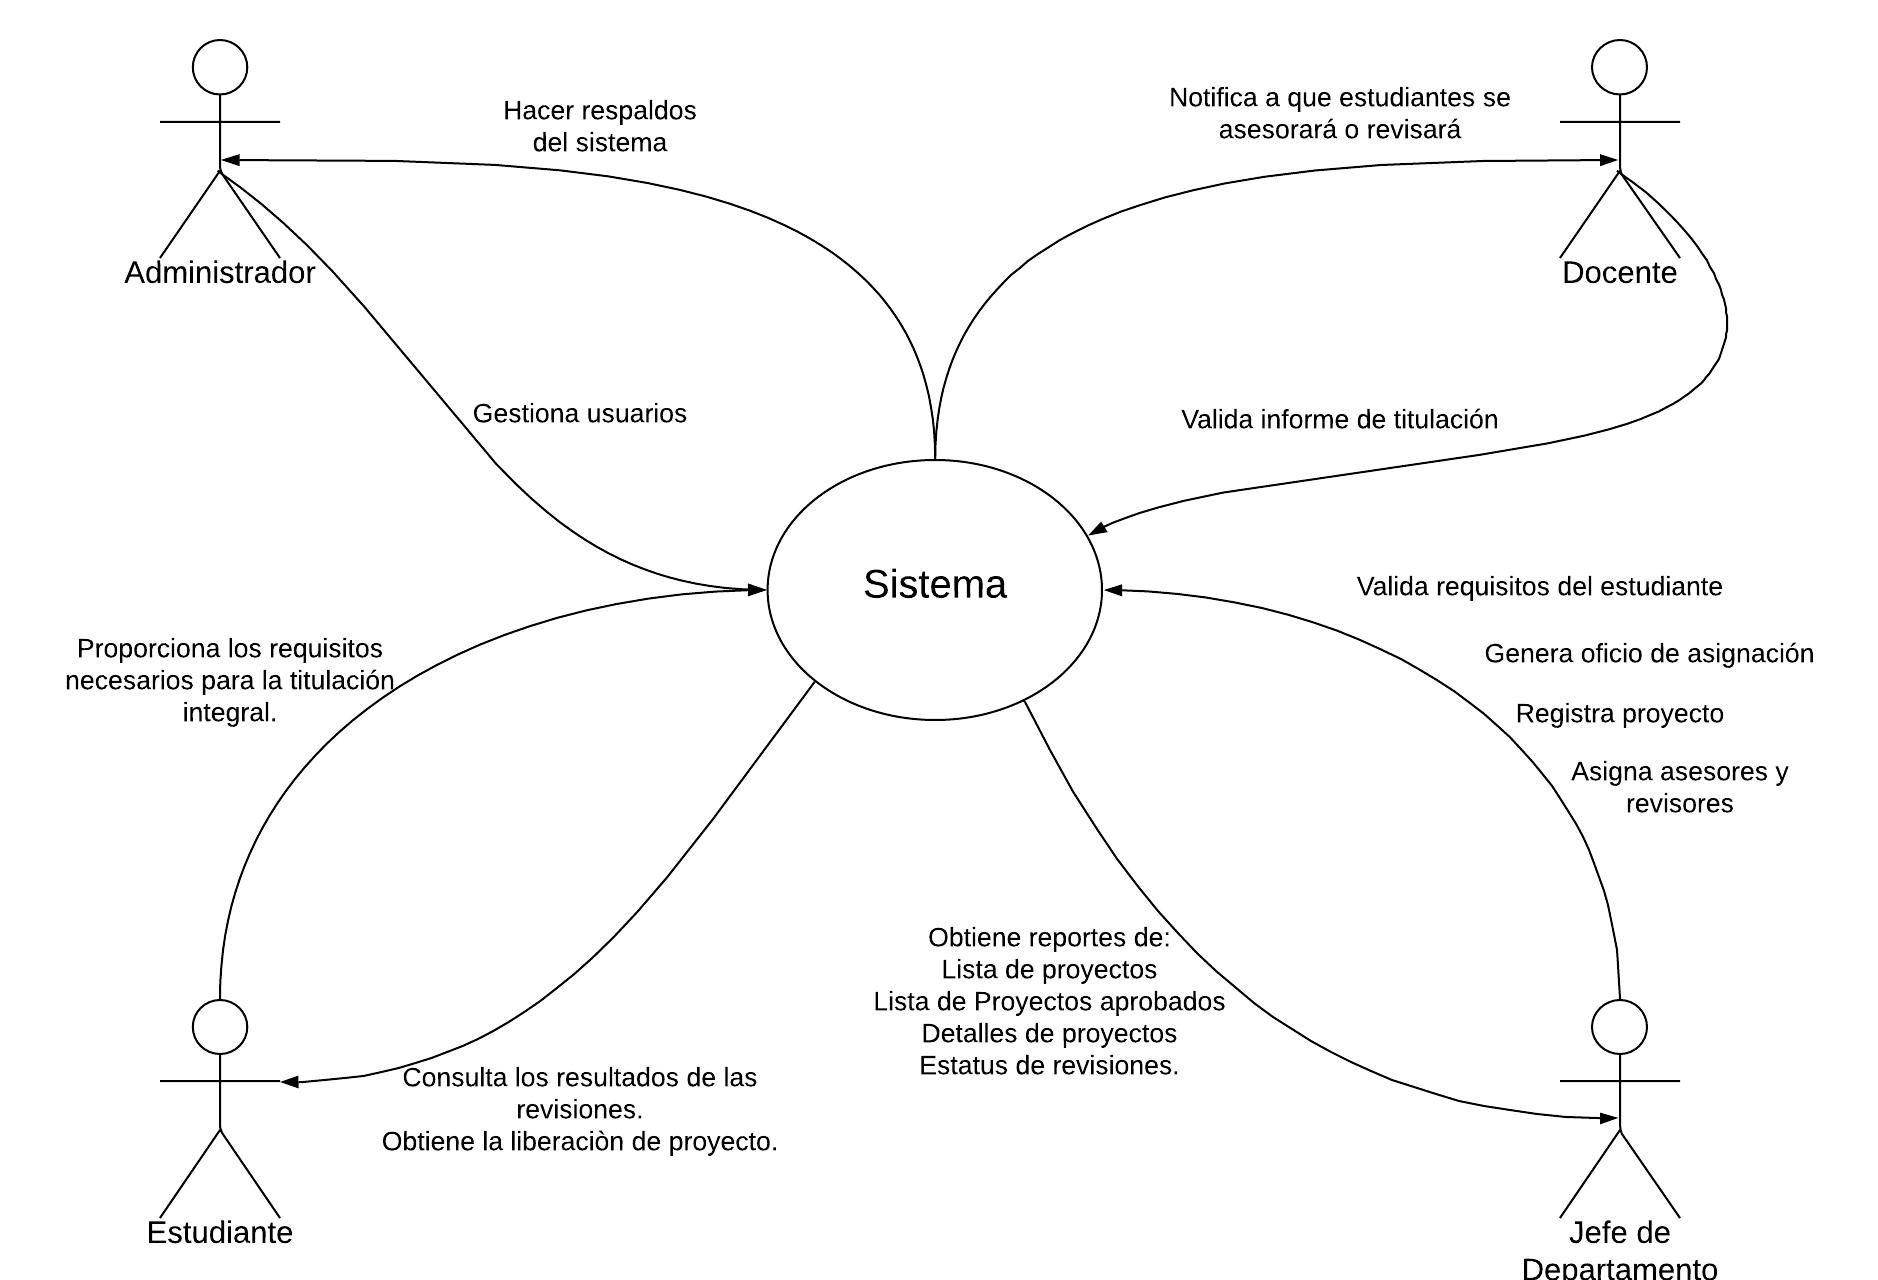 Hacer respaldos
del sistema
Notifica a que estudiantes se
asesorará o revisará
Administrador
Docente
Gestiona usuarios
Valida informe de titulación
Sistema
Valida requisitos del estudiante
Proporciona los requisitos
necesarios para la titulación
integral.
Genera oficio de asignación
Registra proyecto
Asigna asesores y
revisores
Obtiene reportes de:
Lista de proyectos
Lista de Proyectos aprobados
Detalles de proyectos
Estatus de revisiones.
Consulta los resultados de las
revisiones.
Obtiene la liberaciòn de proyecto.
Estudiante
Jefe de
Departamento